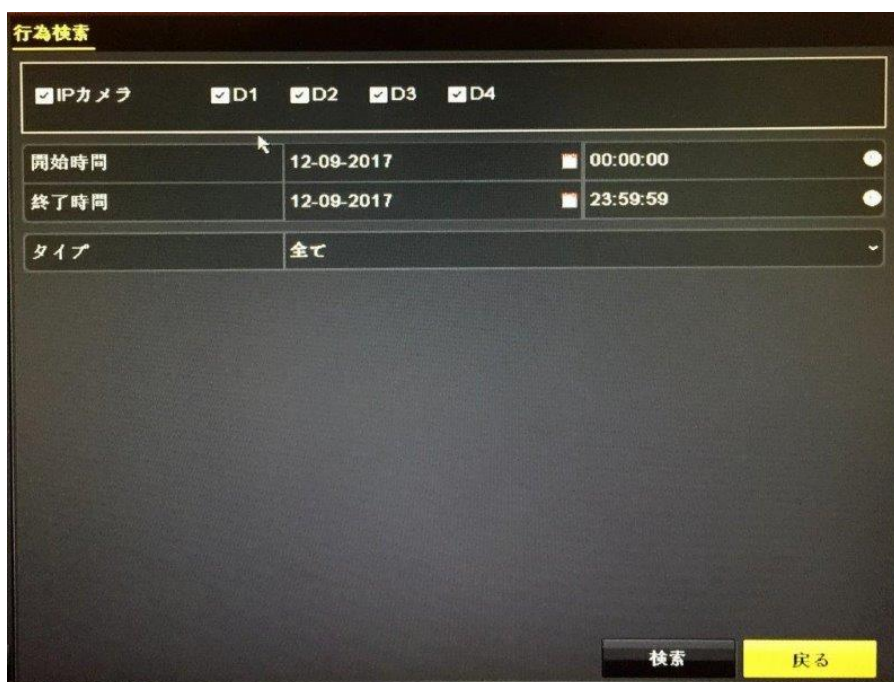 行為検索
IPカメラ D1 D2 D3 D4
開始時間 12-09-2017 00:00:00
終了時間 12-09-2017 23:59:59
タイプ 全て
検索 戻る